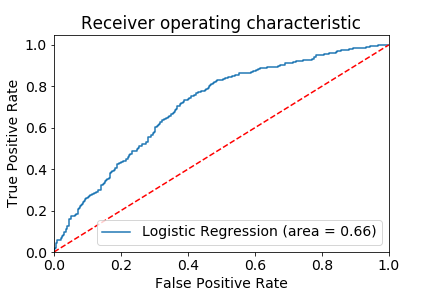 Receiver operating characteristic
True Positive Rate
1.0
0.8
0.6
0.4
0.2
0.0
Logistic Regression (area = 0.66)
0.0 0.2 0.4 0.6 0.8 1.0
False Positive Rate